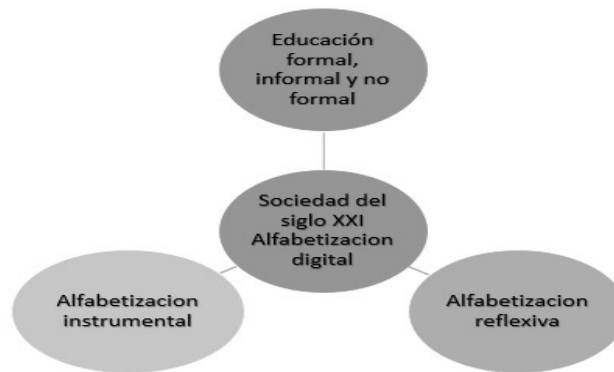 Educación
formal,
informal y no
formal
Sociedad del
siglo XXI
Alfabetizacion
digital
Alfabetizacion
instrumental
Alfabetizacion
reflexiva